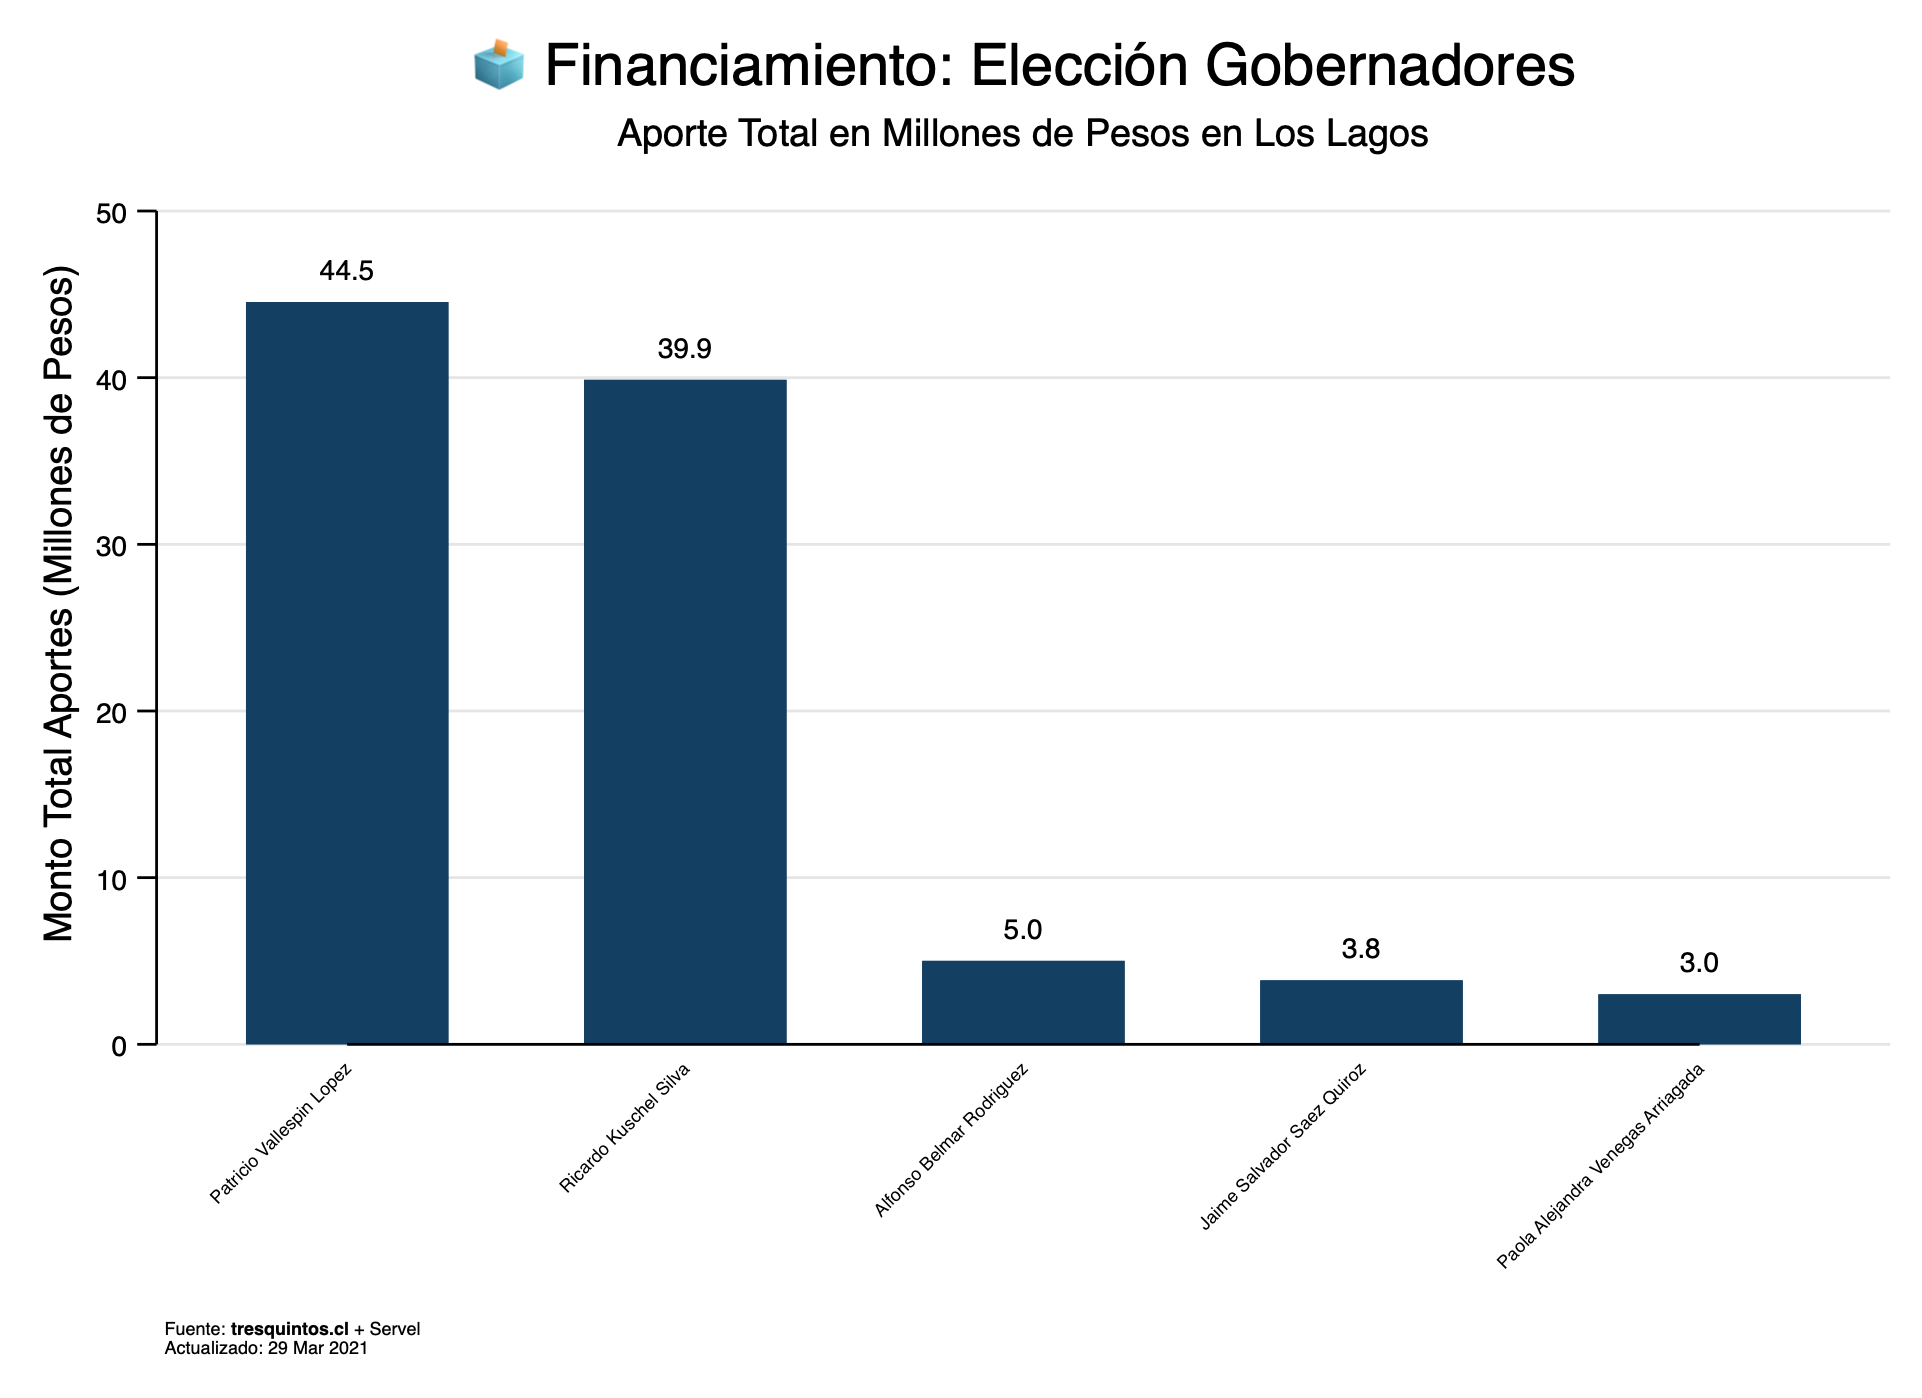 Financiamiento: Elección Gobernadores
Aporte Total en Millones de Pesos en Los Lagos
Monto Total Aportes (Millones de Pesos)
50
40
30
20
10
0
44.5
39.9
5.0
3.8
3.0
Patricio Vallespin Lopez
Ricardo Kuschel Silva
Alfonso Belmar Rodriguez
Jaime Salvador Saez Quiroz
Paola Alejandra Venegas Arriagada
Fuente: tresquintos.cl + Servel
Actualizado: 29 Mar 2021